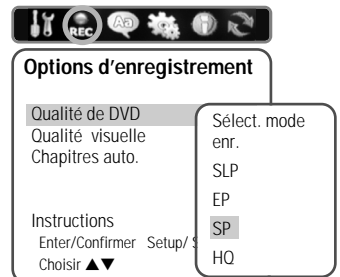 REC
Aa
Options d'enregistrement
Qualité de DVD
Qualité visuelle
Chapitres auto.
Sélect. mode
enr.
SLP
EP
SP
HQ
Instructions
Enter/Confirmer Setup/
Choisir ▲▼